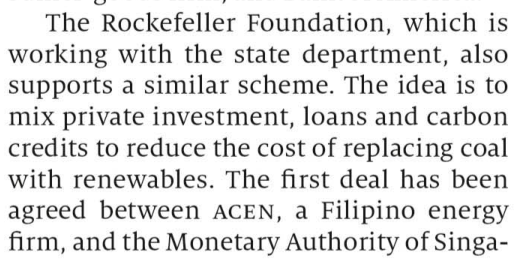 The Rockefeller Foundation, which is
working with the state department, also
supports a similar scheme. The idea is to
mix private investment, loans and carbon
credits to reduce the cost of replacing coal
with renewables. The first deal has been
agreed between ACEN, a Filipino energy
firm, and the Monetary Authority of Singa-